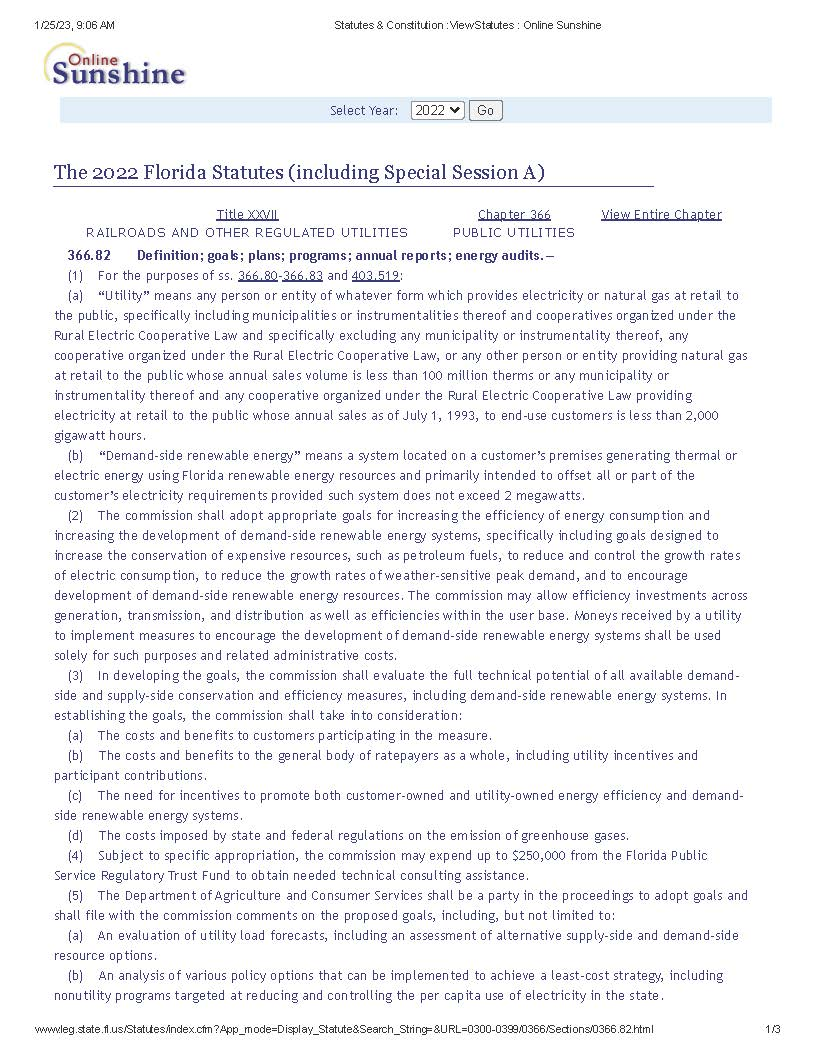 1/25/23, 9:06 AM Statutes & Constitution :View Statutes : Online Sunshine
Online
Sunshine
Select Year: 2022 Go
The 2022 Florida Statutes (including Special Session A)
Title XXVII Chapter 366 View Entire Chapter
RAILROADS AND OTHER REGULATED UTILITIES PUBLIC UTILITIES
366.82 Definition; goals; plans; programs; annual reports; energy audits.—
(1) For the purposes of ss. 366.80-366.83 and 403.519:
(a) “Utility” means any person or entity of whatever form which provides electricity or natural gas at retail to
the public, specifically including municipalities or instrumentalities thereof and cooperatives organized under the
Rural Electric Cooperative Law and specifically excluding any municipality or instrumentality thereof, any
cooperative organized under the Rural Electric Cooperative Law, or any other person or entity providing natural gas
at retail to the public whose annual sales volume is less than 100 million therms or any municipality or
instrumentality thereof and any cooperative organized under the Rural Electric Cooperative Law providing
electricity at retail to the public whose annual sales as of July 1, 1993, to end-use customers is less than 2,000
gigawatt hours.
(b) “Demand-side renewable energy” means a system located on a customer’s premises generating thermal or
electric energy using Florida renewable energy resources and primarily intended to offset all or part of the
customer’s electricity requirements provided such system does not exceed 2 megawatts.
(2) The commission shall adopt appropriate goals for increasing the efficiency of energy consumption and
increasing the development of demand-side renewable energy systems, specifically including goals designed to
increase the conservation of expensive resources, such as petroleum fuels, to reduce and control the growth rates
of electric consumption, to reduce the growth rates of weather-sensitive peak demand, and to encourage
development of demand-side renewable energy resources. The commission may allow efficiency investments across
generation, transmission, and distribution as well as efficiencies within the user base. Moneys received by a utility
to implement measures to encourage the development of demand-side renewable energy systems shall be used
solely for such purposes and related administrative costs.
(3) In developing the goals, the commission shall evaluate the full technical potential of all available demand-
side and supply-side conservation and efficiency measures, including demand-side renewable energy systems. In
establishing the goals, the commission shall take into consideration:
(a) The costs and benefits to customers participating in the measure.
(b) The costs and benefits to the general body of ratepayers as a whole, including utility incentives and
participant contributions.
(c) The need for incentives to promote both customer-owned and utility-owned energy efficiency and demand-
side renewable energy systems.
(d) The costs imposed by state and federal regulations on the emission of greenhouse gases.
(4) Subject to specific appropriation, the commission may expend up to $250,000 from the Florida Public
Service Regulatory Trust Fund to obtain needed technical consulting assistance.
(5) The Department of Agriculture and Consumer Services shall be a party in the proceedings to adopt goals and
shall file with the commission comments on the proposed goals, including, but not limited to:
(a) An evaluation of utility load forecasts, including an assessment of alternative supply-side and demand-side
resource options.
(b) An analysis of various policy options that can be implemented to achieve a least-cost strategy, including
nonutility programs targeted at reducing and controlling the per capita use of electricity in the state.
www.leg.state.fl.us/Statutes/index.cfm?App_mode=Display_Statute&Search_String=&URL=0300-0399/0366/Sections/0366.82.html 1/3